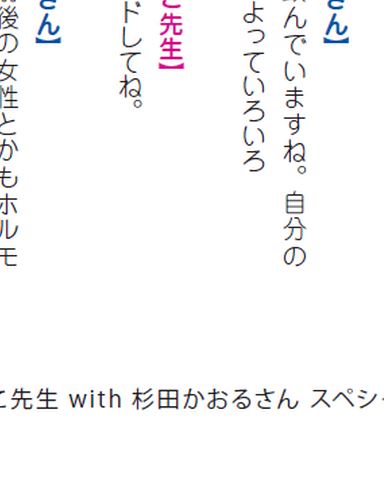 さん】
んでいますね。自分の
よっていろいろ
こ先生】
ドしてね。
さん】
後の女性とかもホルモ
こ先生 with 杉田かおるさん スペシ